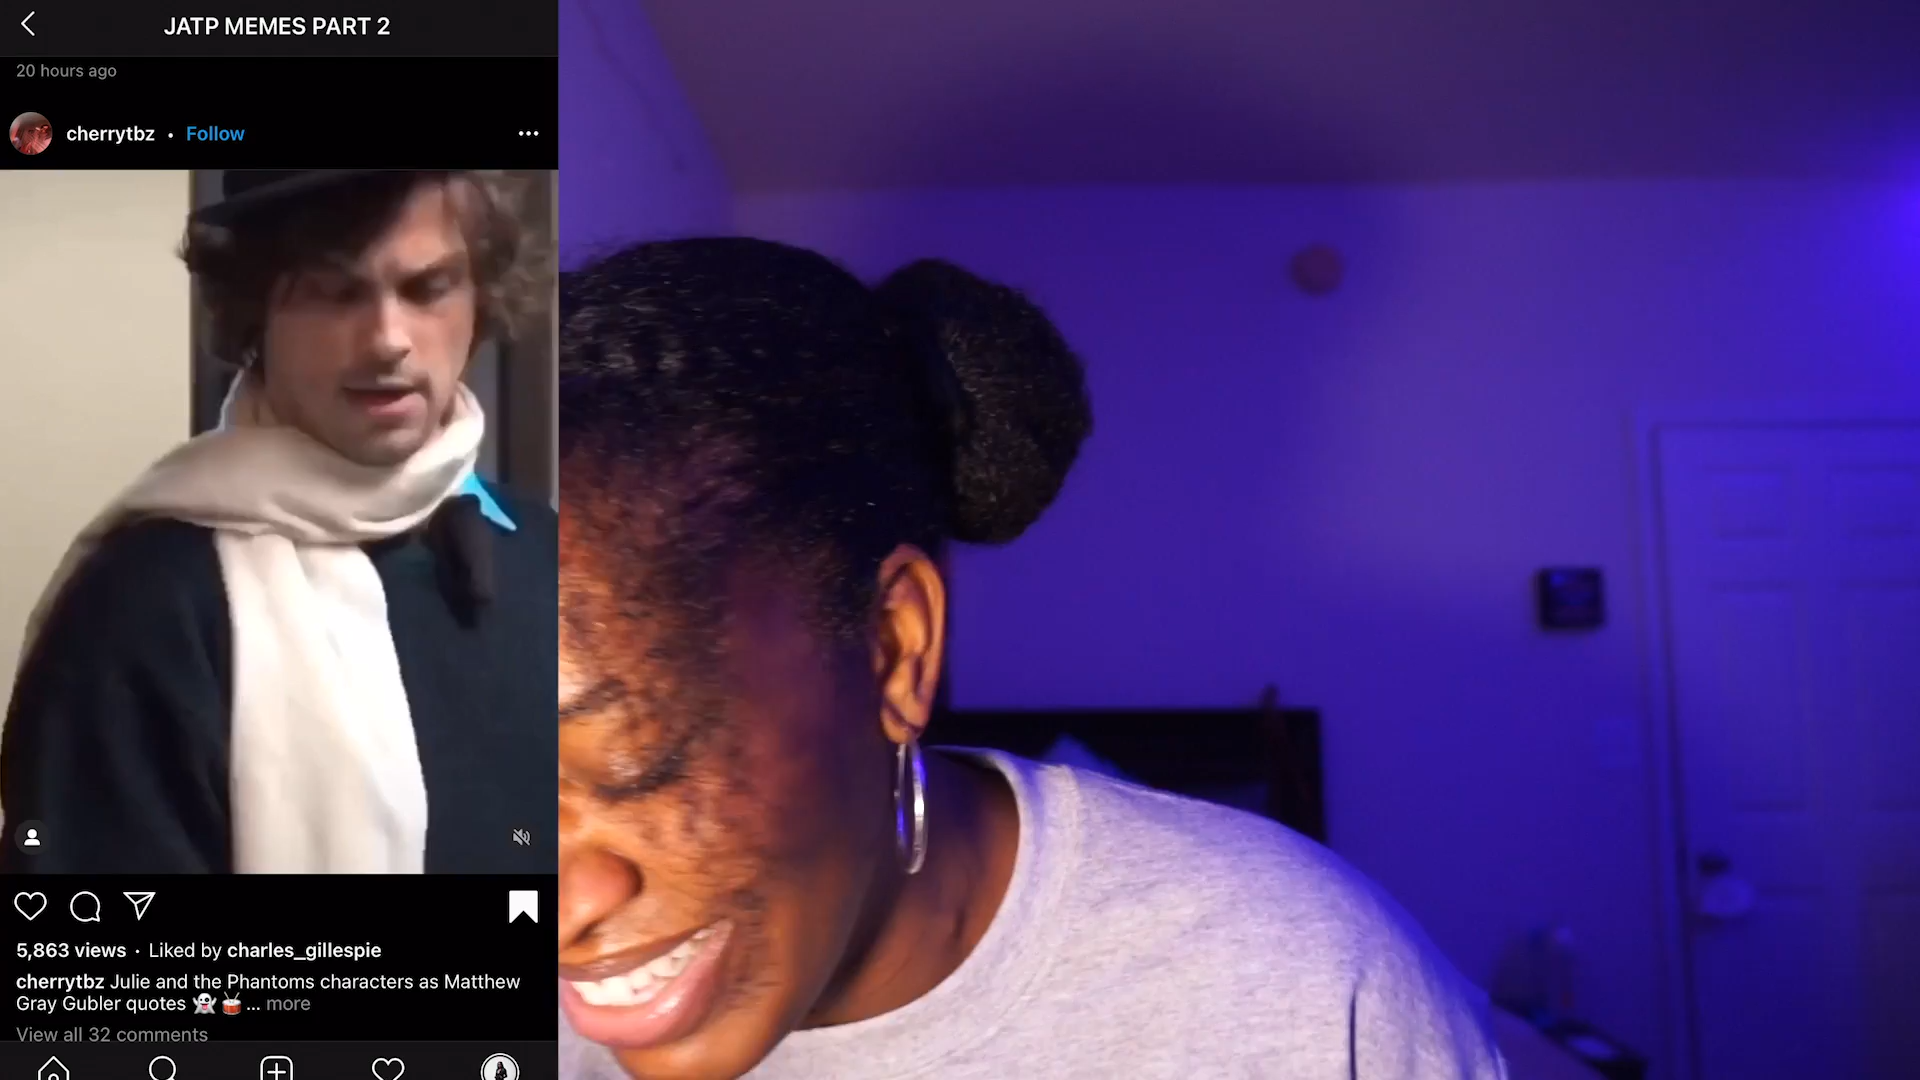 JATP MEMES PART 2
20 hours ago
cherrytbz • Follow
5,863 views · Liked by charles_gillespie
cherrytbz Julie and the Phantoms characters as Matthew
Gray Gubler quotes 👻🥁... more
View all 32 comments